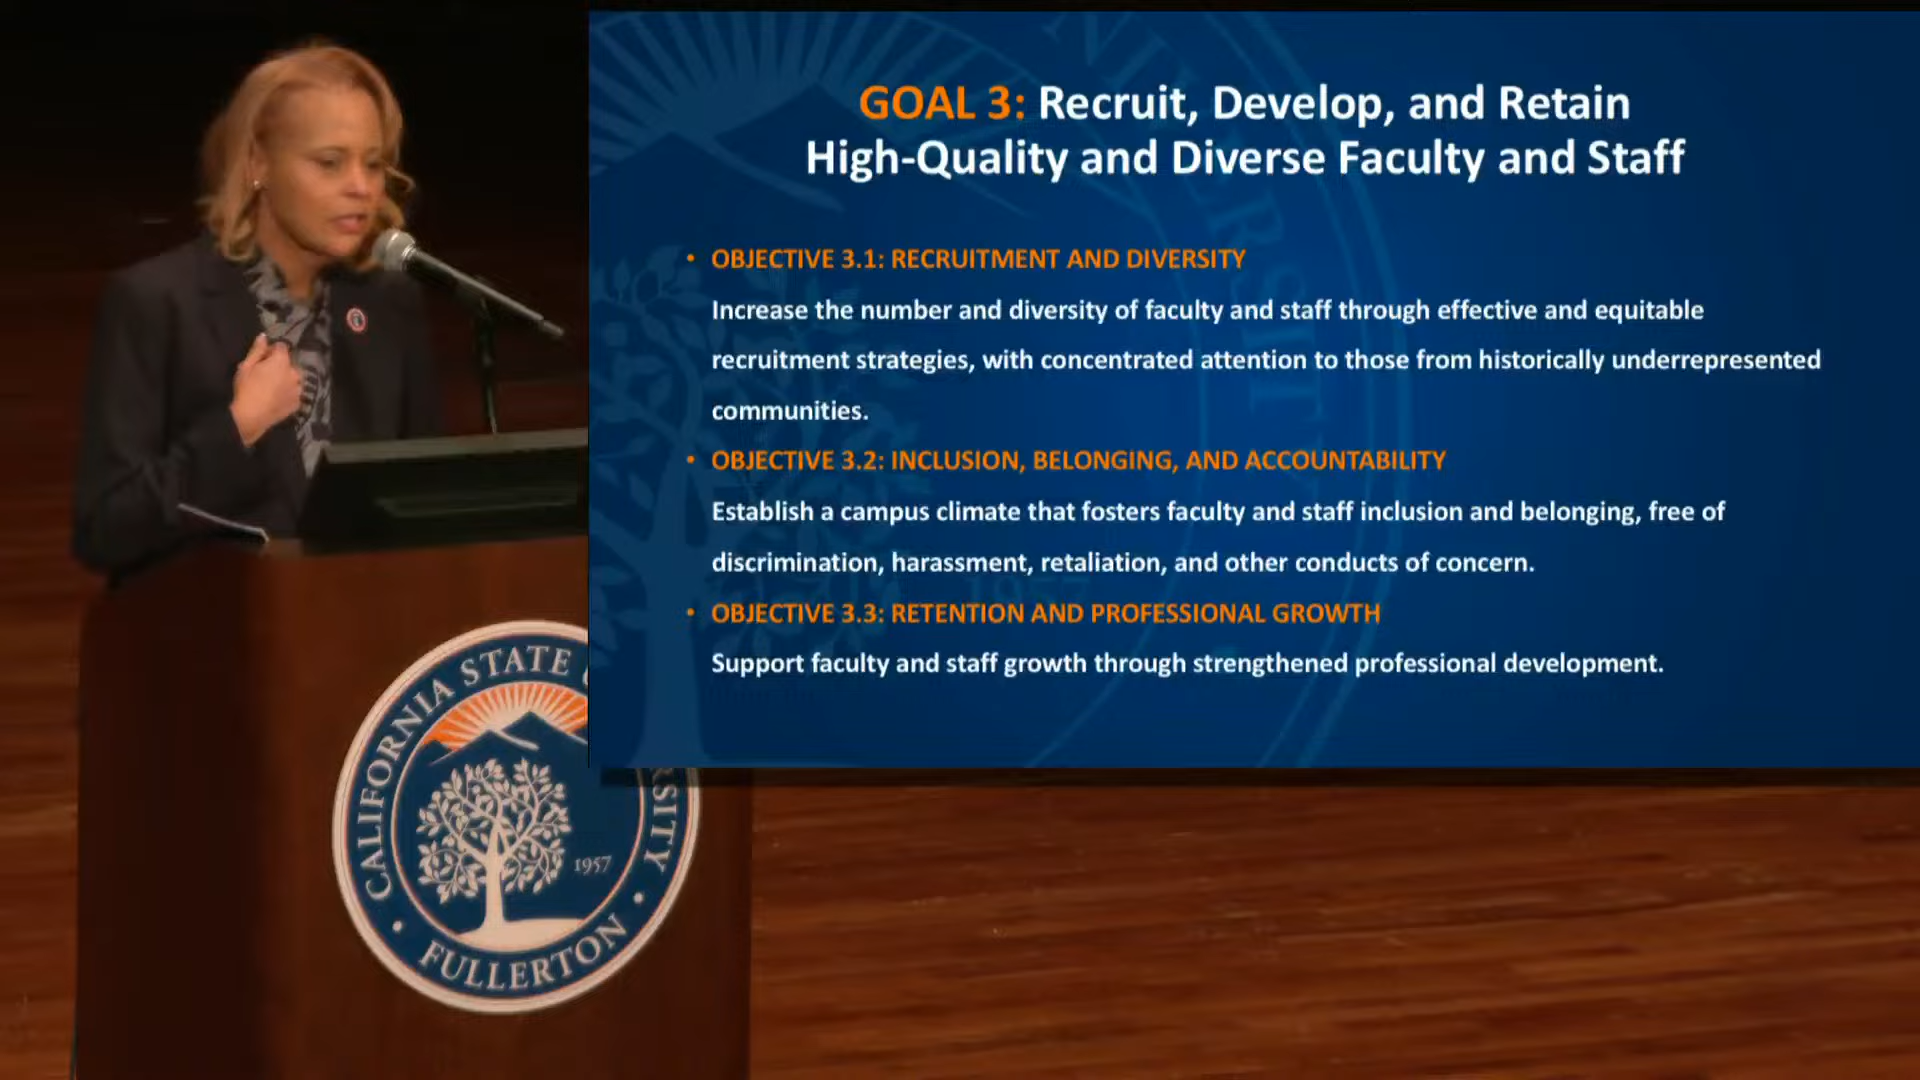 GOAL 3: Recruit, Develop, and Retain
High-Quality and Diverse Faculty and Staff
• OBJECTIVE 3.1: RECRUITMENT AND DIVERSITY
Increase the number and diversity of faculty and staff through effective and equitable
recruitment strategies, with concentrated attention to those from historically underrepresented
communities.
• OBJECTIVE 3.2: INCLUSION, BELONGING, AND ACCOUNTABILITY
Establish a campus climate that fosters faculty and staff inclusion and belonging, free of
discrimination, harassment, retaliation, and other conducts of concern.
• OBJECTIVE 3.3: RETENTION AND PROFESSIONAL GROWTH
Support faculty and staff growth through strengthened professional development.
CALIFORNIA STATE
RSITY
1957
• FULLERTON •